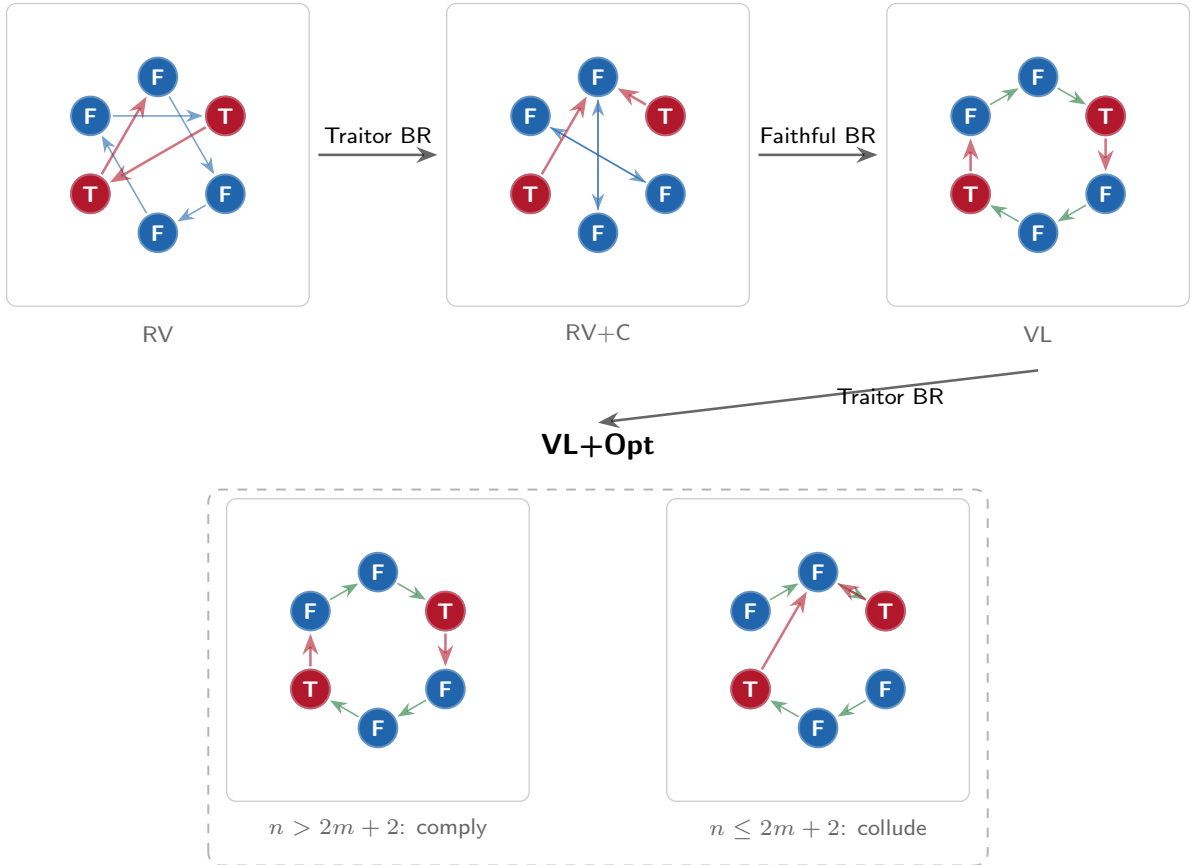 F
F T
Traitor BR
T F
F
RV
F
F T
T F
F
RV+C
Faithful BR
F
F T
T F
F
VL
Traitor BR
VL+Opt
F
F T
T F
F
n > 2m + 2: comply
F
F T
T F
F
n ≤ 2m + 2: collude